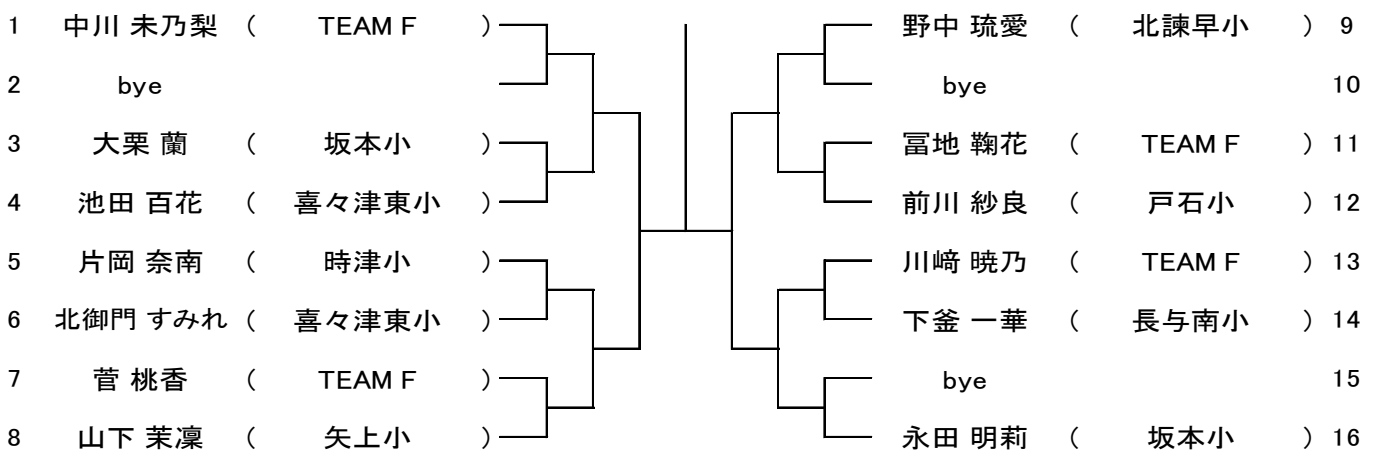 1 中川 未乃梨 （ TEAM F ） 野中 琉愛 （ 北諫早小 ） 9
2 bye bye 10
3 大栗 蘭 （ 坂本小 ） 冨地 鞠花 （ TEAM F ） 11
4 池田 百花 （ 喜々津東小 ） 前川 紗良 （ 戸石小 ） 12
5 片岡 奈南 （ 時津小 ） 川﨑 暁乃 （ TEAM F ） 13
6 北御門 すみれ （ 喜々津東小 ） 下釜 一華 （ 長与南小 ） 14
7 菅 桃香 （ TEAM F ） bye 15
8 山下 茉凜 （ 矢上小 ） 永田 明莉 （ 坂本小 ） 16